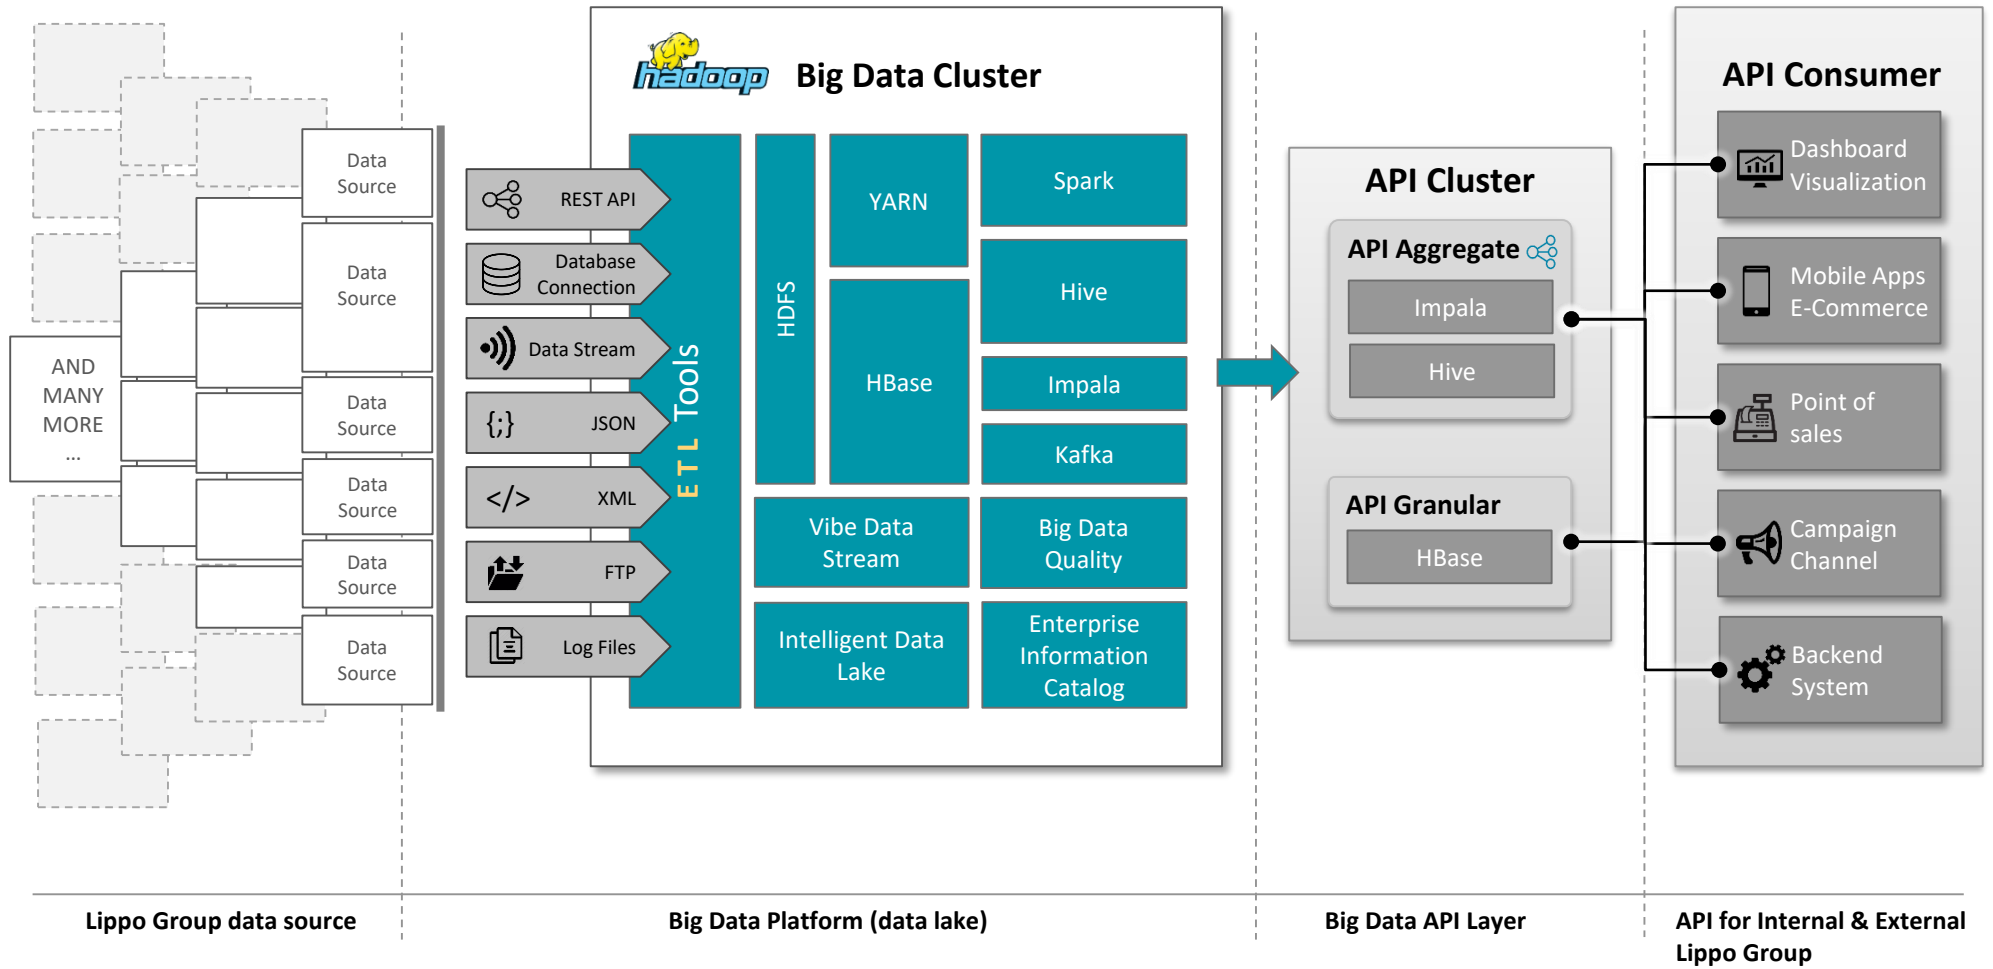 hadoop
Big Data Cluster
API Consumer
Data
Source
Data
Source
Data
Source
Data
Source
Data
Source
Data
Source
AND
MANY
MORE
...
REST API
Database
Connection
Data Stream
{;}
JSON
</>
XML
FTP
Log Files
ETL Tools
HDFS
YARN
HBase
Spark
Hive
Impala
Kafka
Vibe Data
Stream
Big Data
Quality
Intelligent Data
Lake
Enterprise
Information
Catalog
API Cluster
API Aggregate
Impala
Hive
API Granular
HBase
Dashboard
Visualization
Mobile Apps
E-Commerce
Point of
sales
Campaign
Channel
Backend
System
Lippo Group data source
Big Data Platform (data lake)
Big Data API Layer
API for Internal & External
Lippo Group